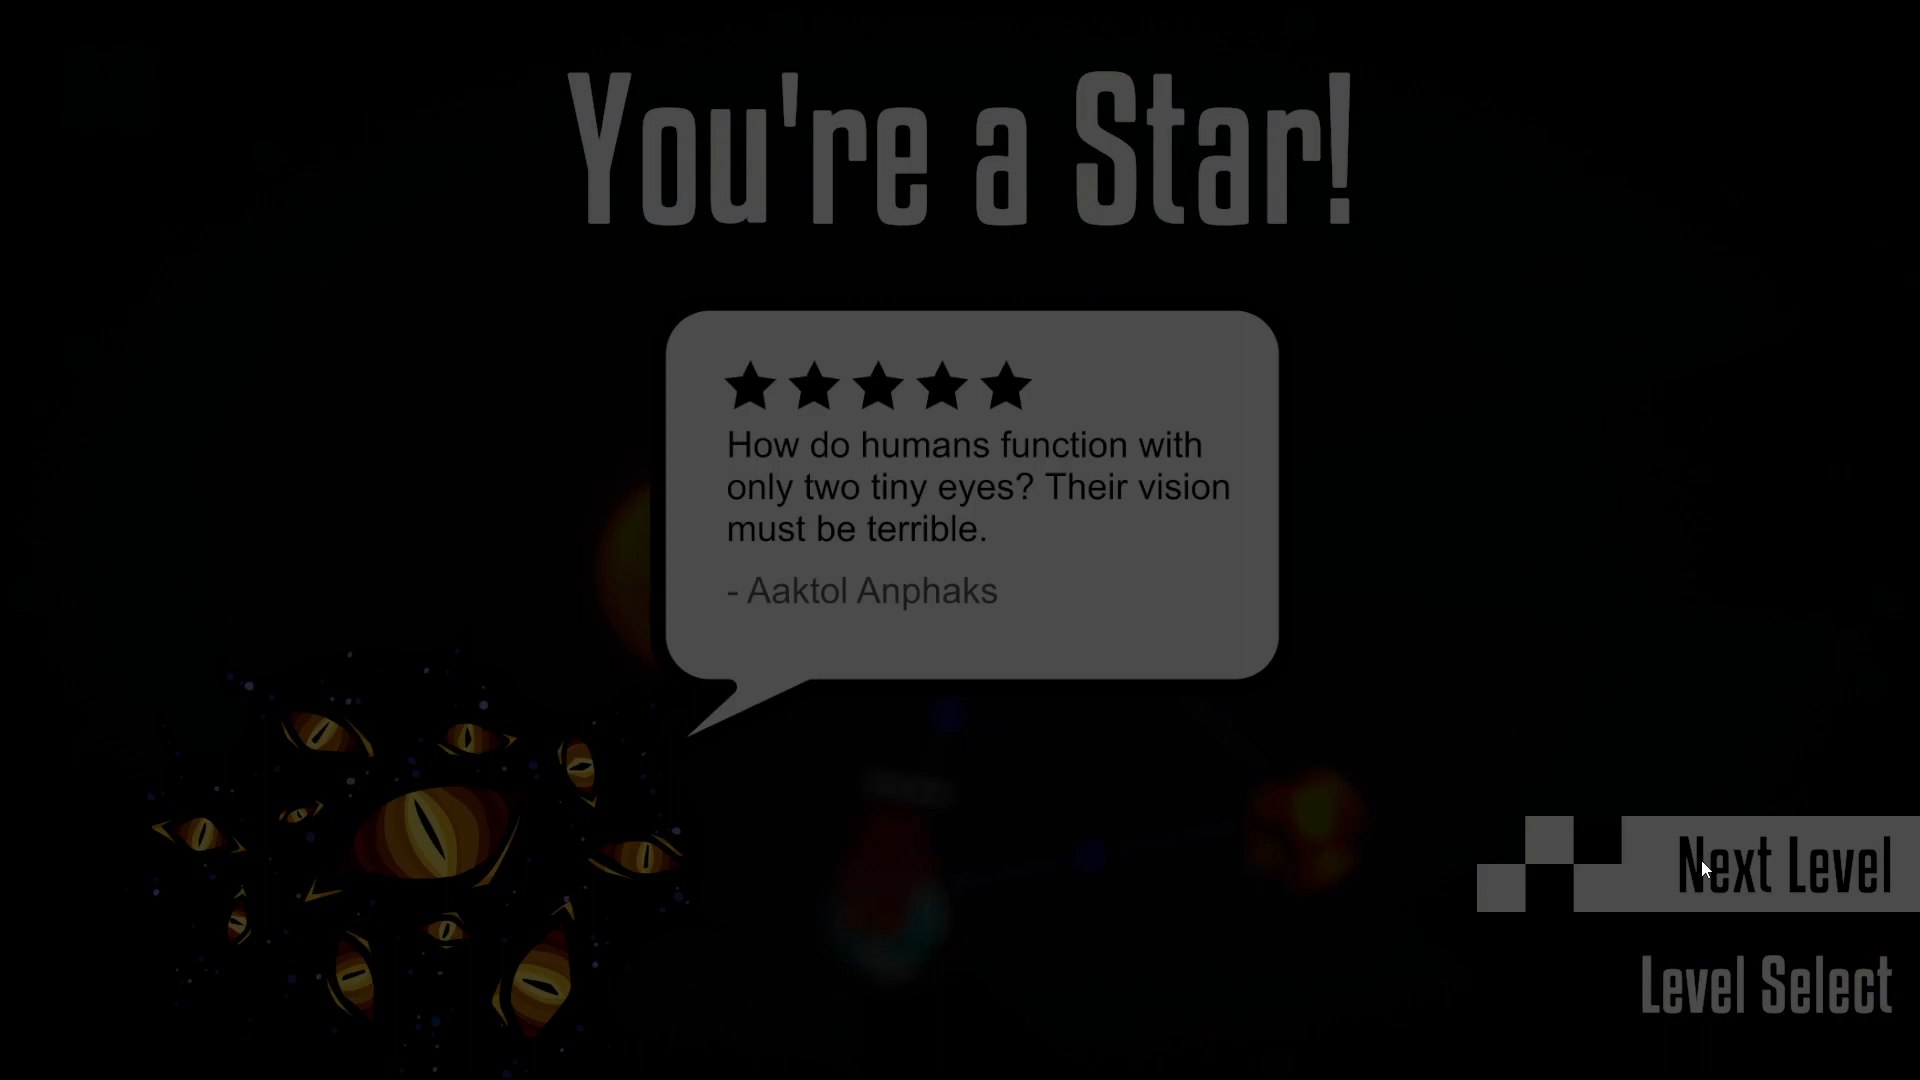 You're a Star!
How do humans function with
only two tiny eyes? Their vision
must be terrible.
- Aaktol Anphaks
Next Level
Level Select